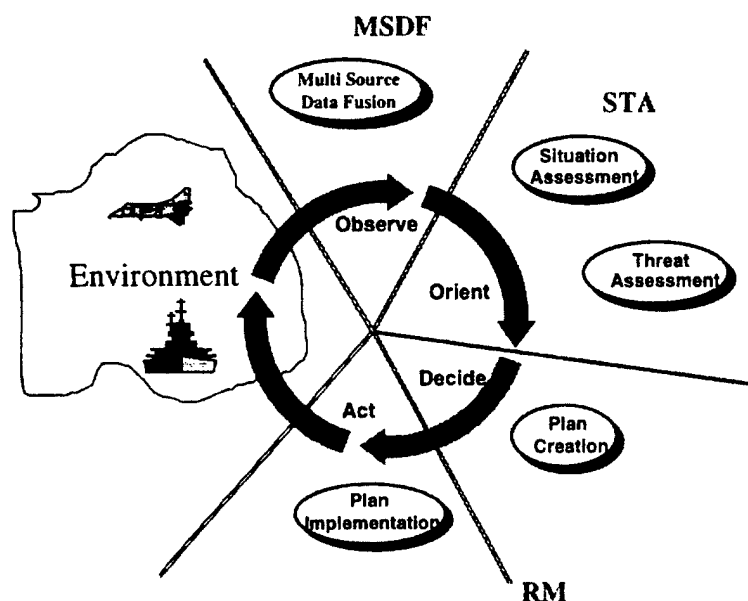 MSDF
Multi Source
Data Fusion
STA
Situation
Assessment
Threat
Assessment
Observe
Environment
Orient
Decide
Act
Plan
Creation
Plan
Implementation
RM